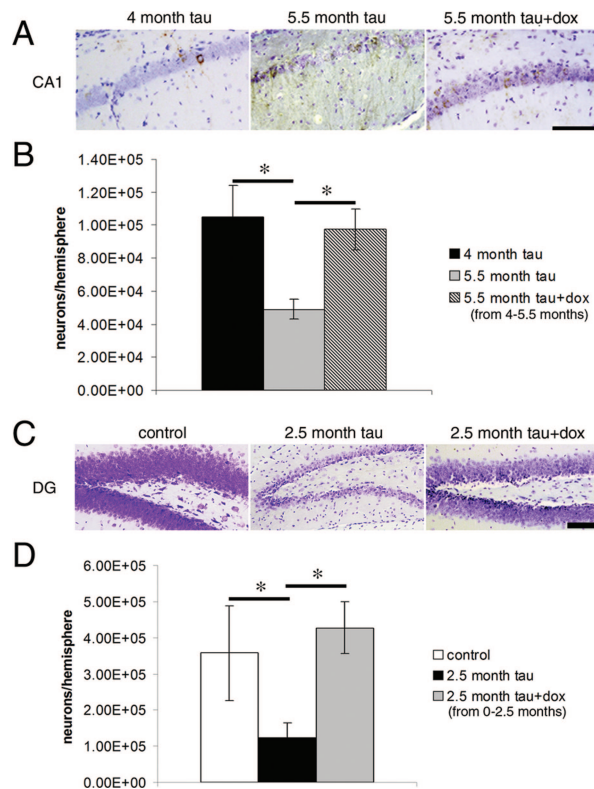 A
4 month tau
5.5 month tau
5.5 month tau+dox
CA1
B
neurons/hemisphere
1.40E+05
1.20E+05
1.00E+05
8.00E+04
6.00E+04
4.00E+04
2.00E+04
0.00E+00
*
*
4 month tau
5.5 month tau
5.5 month tau+dox
(from 4-5.5 months)
C
control
2.5 month tau
2.5 month tau+dox
DG
D
neurons/hemisphere
6.00E+05
5.00E+05
4.00E+05
3.00E+05
2.00E+05
1.00E+05
0.00E+00
*
*
control
2.5 month tau
2.5 month tau+dox
(from 0-2.5 months)